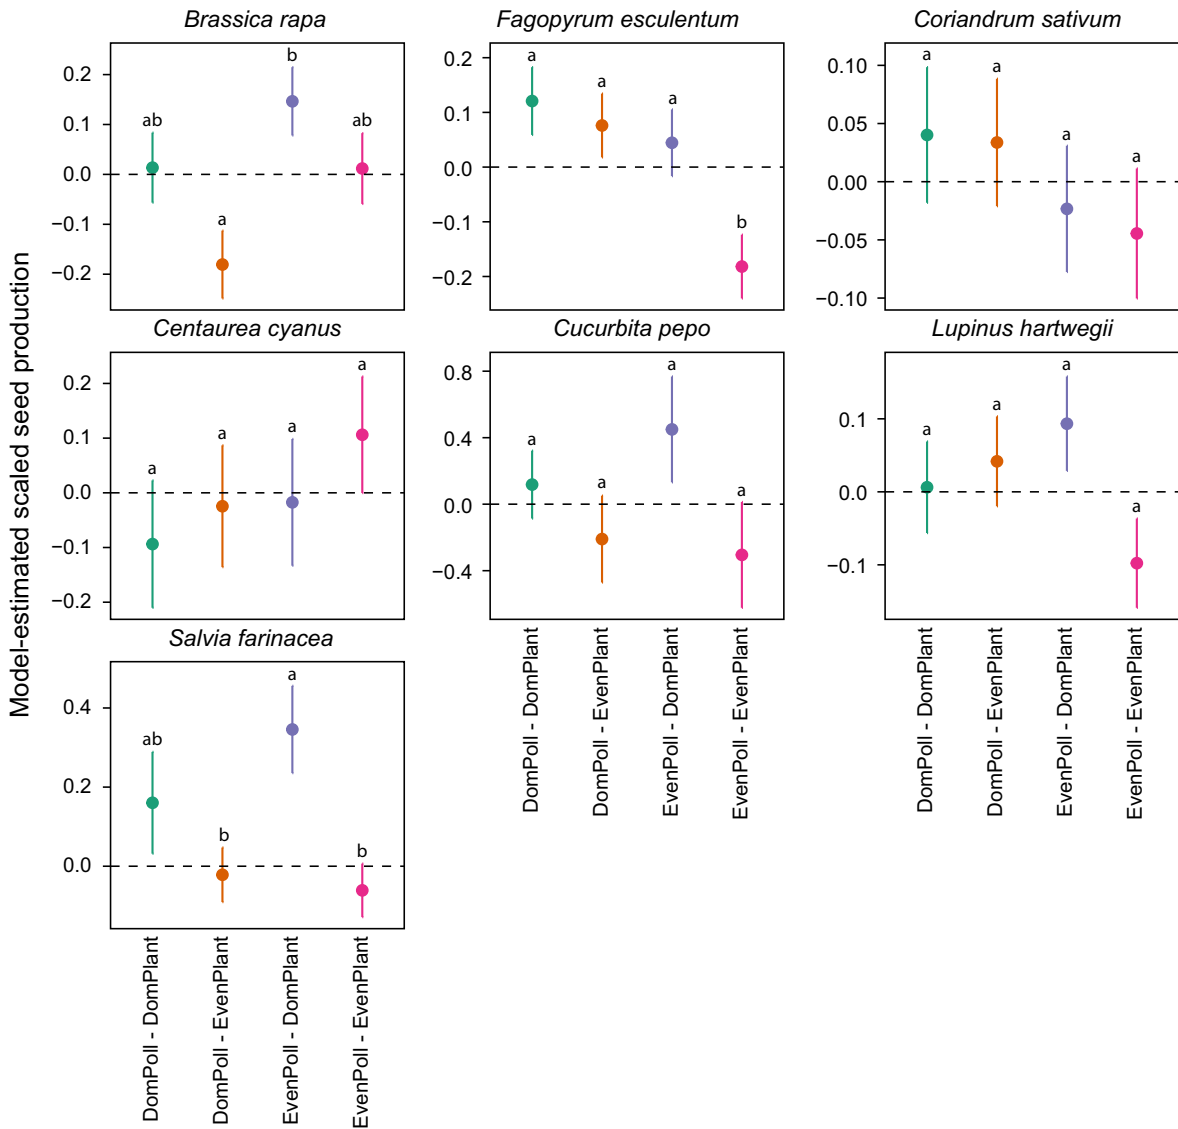 Model-estimated scaled seed production
Brassica rapa
0.2
0.1
0.0
−0.1
−0.2
ab
a
b
ab
Fagopyrum esculentum
0.2
0.1
0.0
−0.1
−0.2
a
a
a
b
Coriandrum sativum
0.10
0.05
0.00
−0.05
−0.10
a
a
a
a
Centaurea cyanus
0.2
0.1
0.0
−0.1
−0.2
a
a
a
a
Cucurbita pepo
0.8
0.4
0.0
−0.4
a
a
a
a
DomPoll - DomPlant
DomPoll - EvenPlant
EvenPoll - DomPlant
EvenPoll - EvenPlant
Lupinus hartwegii
0.1
0.0
−0.1
a
a
a
a
DomPoll - DomPlant
DomPoll - EvenPlant
EvenPoll - DomPlant
EvenPoll - EvenPlant
Salvia farinacea
0.4
0.2
0.0
ab
b
a
b
DomPoll - DomPlant
DomPoll - EvenPlant
EvenPoll - DomPlant
EvenPoll - EvenPlant